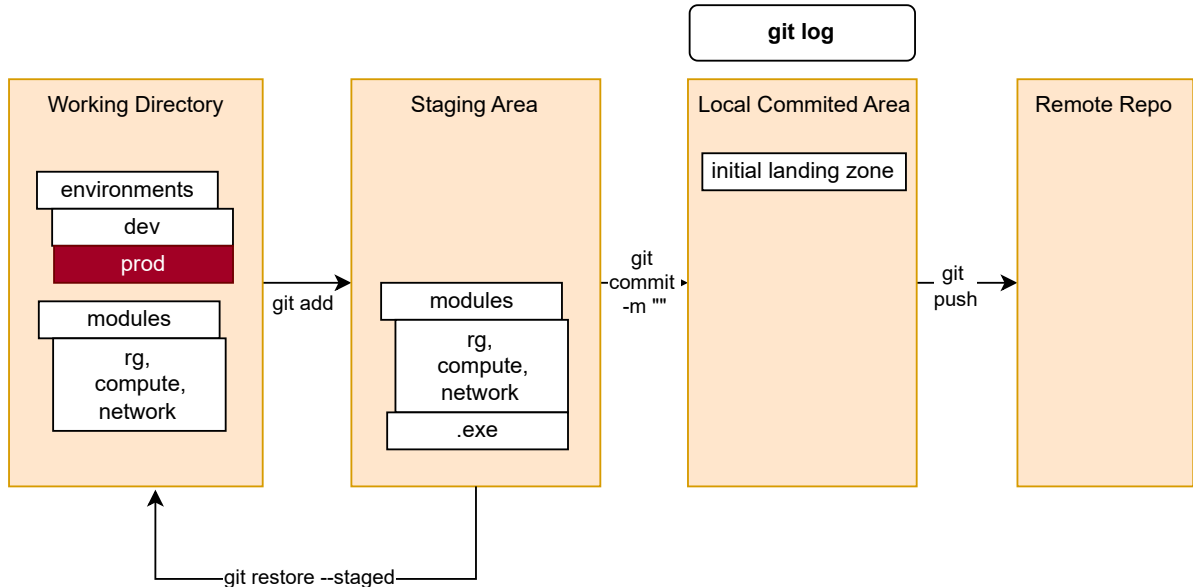 git log
Working Directory
environments
dev
prod
modules
rg,
compute,
network
git add
Staging Area
modules
rg,
compute,
network
.exe
git
commit
-m ""
Local Commited Area
initial landing zone
git
push
Remote Repo
git restore --staged